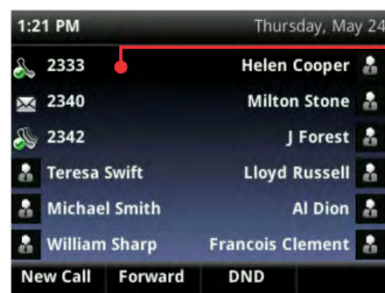 1:21 PM Thursday, May 24
2333 Helen Cooper
2340 Milton Stone
2342 J Forest
Teresa Swift Lloyd Russell
Michael Smith Al Dion
William Sharp Francois Clement
New Call Forward DND